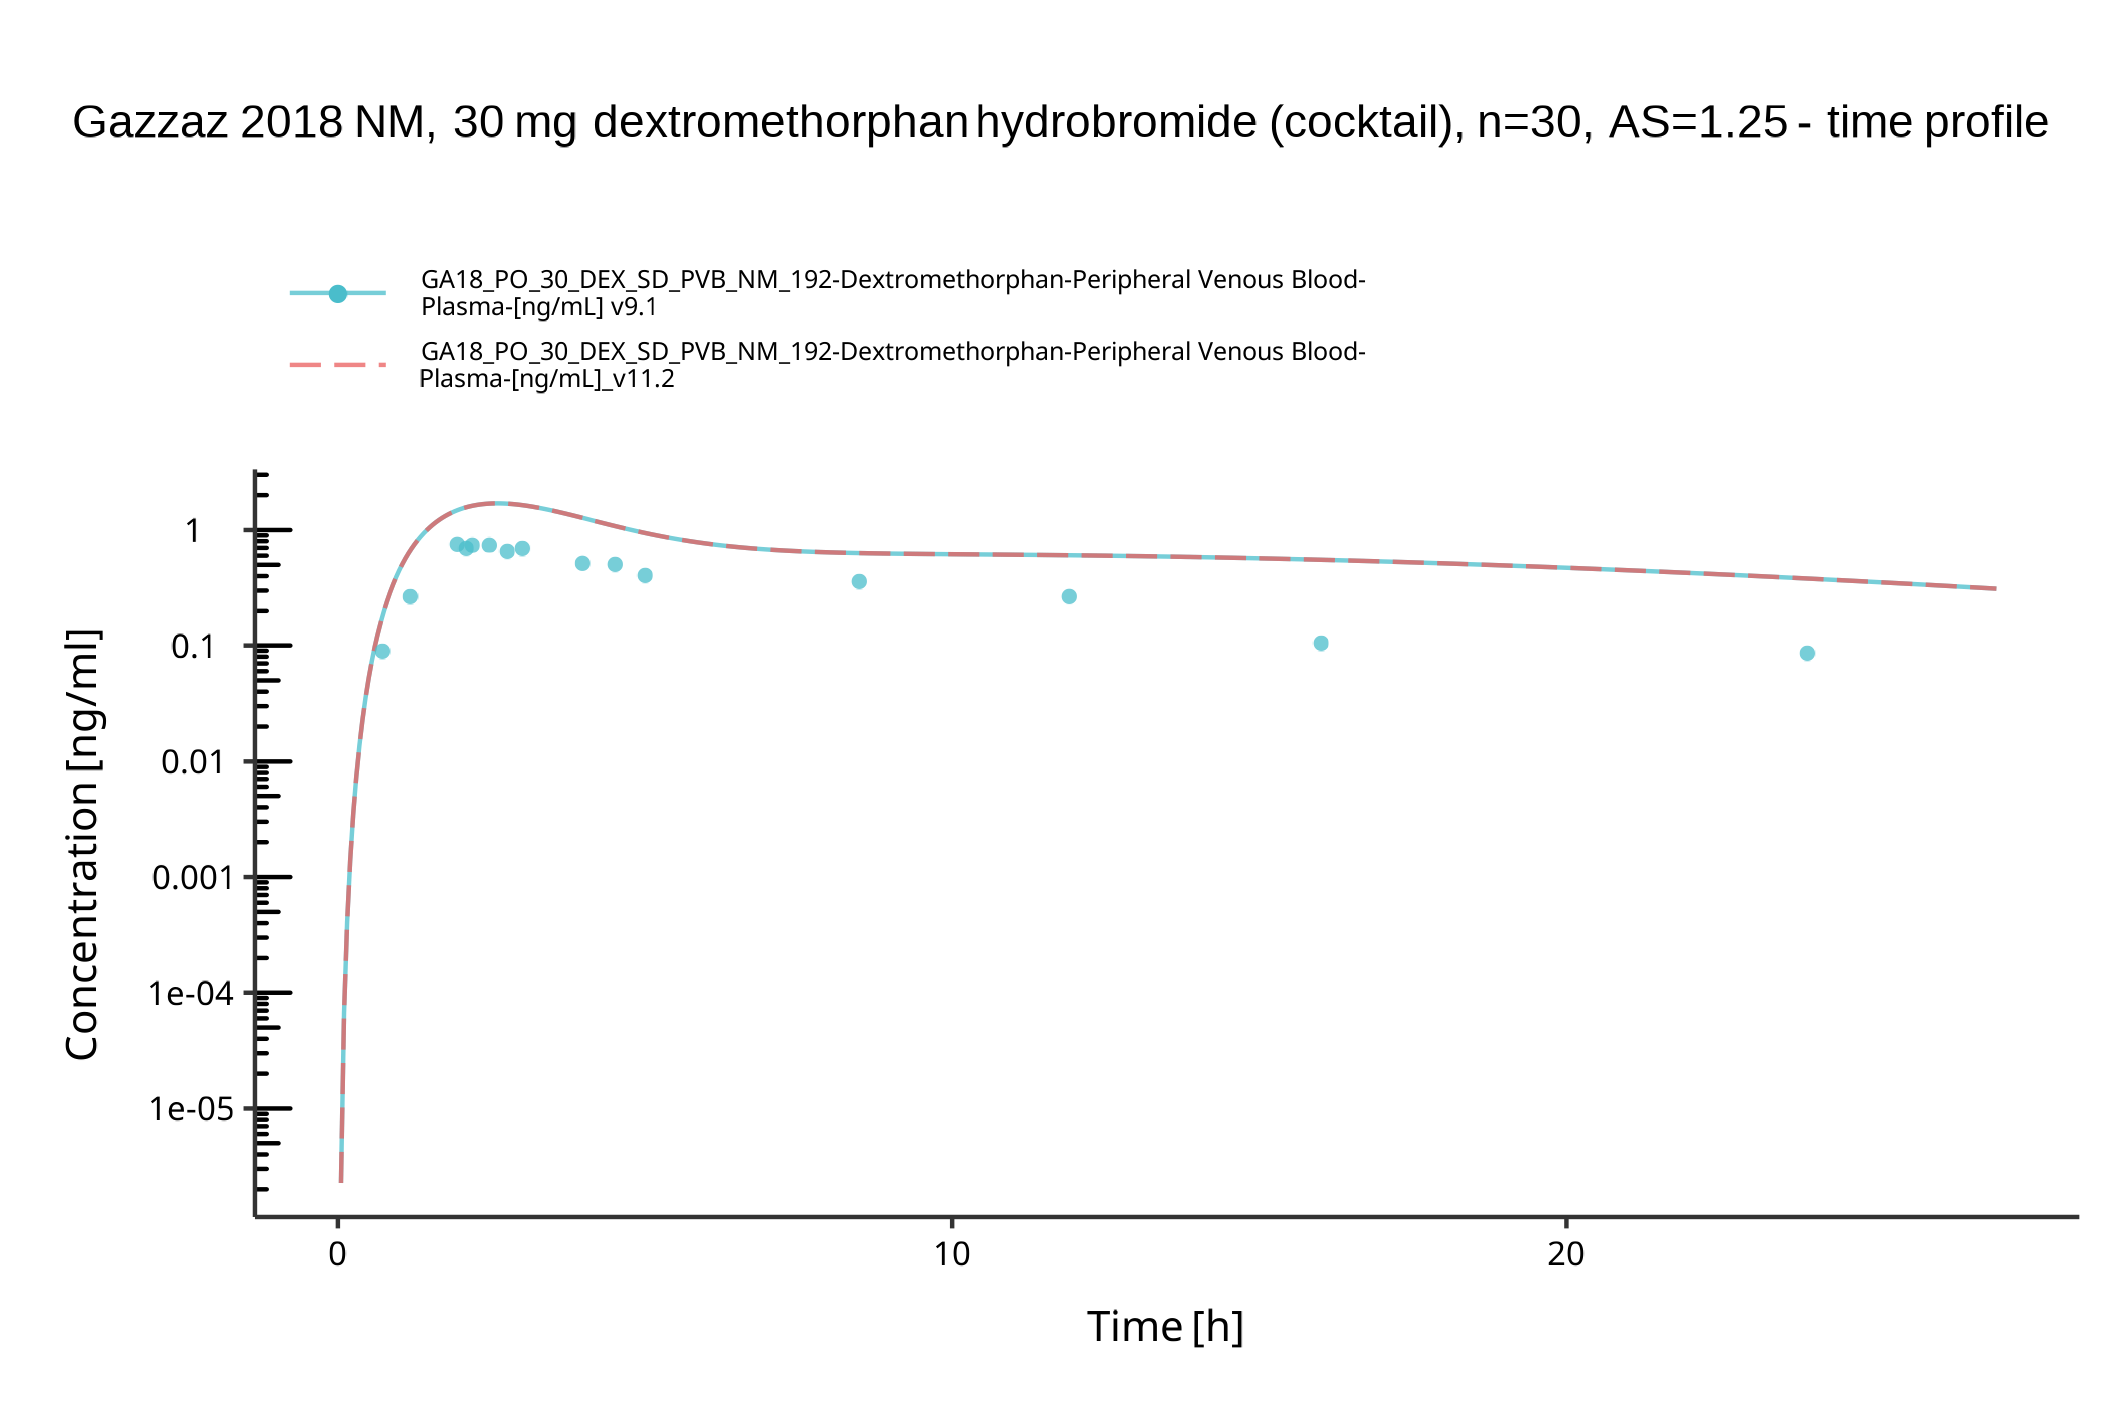 Gazzaz 2018 NM, 30 mg dextromethorphan hydrobromide (cocktail), n=30, AS=1.25 - time profile
GA18_PO_30_DEX_SD_PVB_NM_192-Dextromethorphan-Peripheral Venous Blood-
Plasma-[ng/mL] v9.1
GA18_PO_30_DEX_SD_PVB_NM_192-Dextromethorphan-Peripheral Venous Blood-
Plasma-[ng/mL]_v11.2
Concentration [ng/ml]
1
0.1
0.01
0.001
1e-04
1e-05
0
10
20
Time [h]